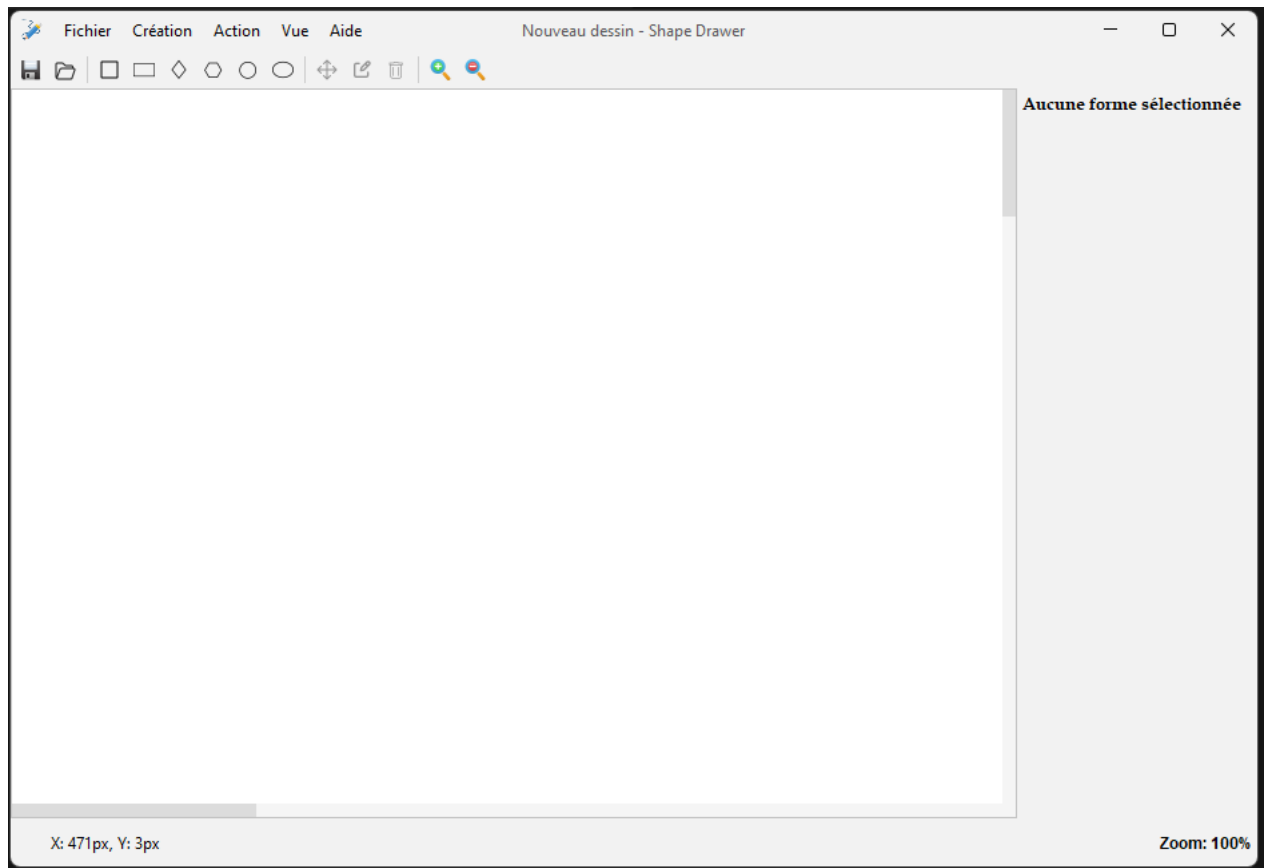 Fichier Création Action Vue Aide Nouveau dessin - Shape Drawer
Aucune forme sélectionnée
X: 471px, Y: 3px Zoom: 100%